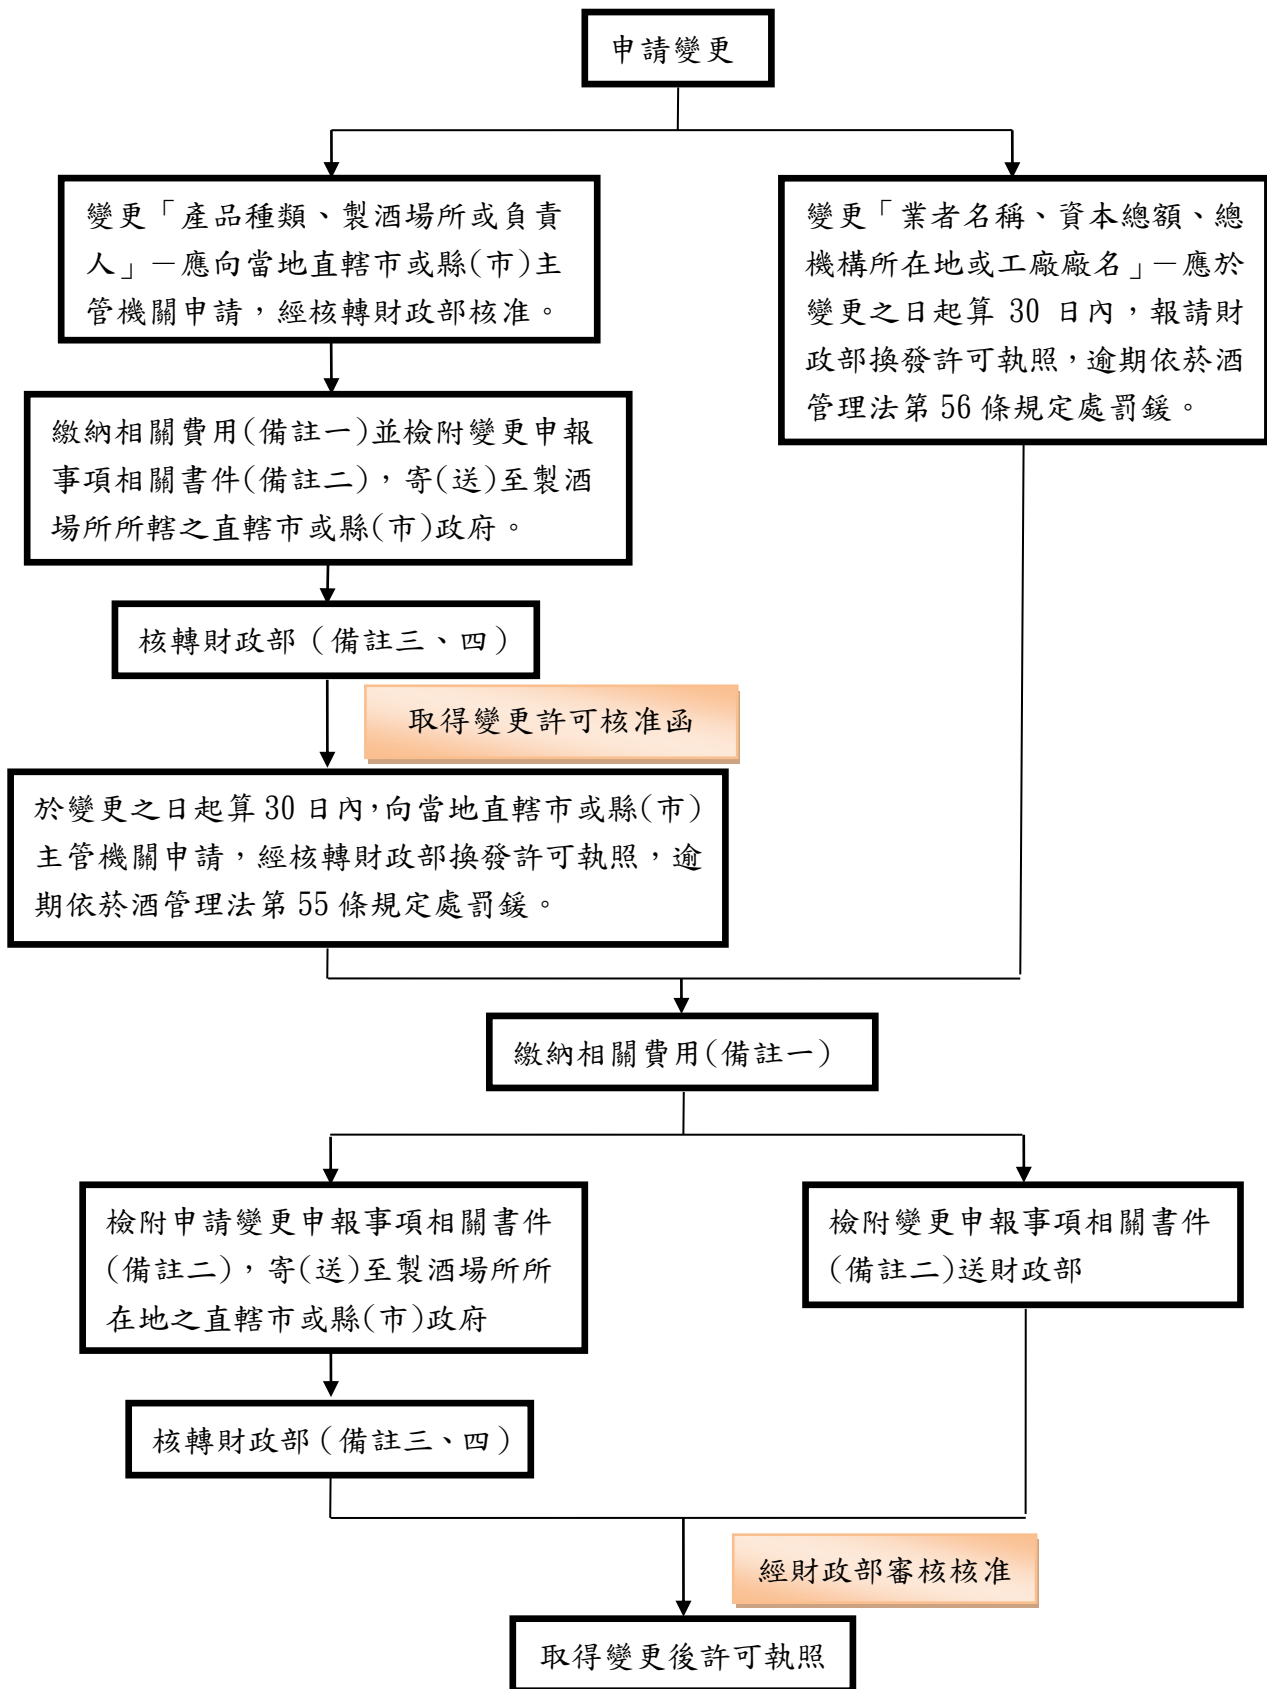 申請變更
變更「產品種類、製酒場所或負責
人」－應向當地直轄市或縣(市)主
管機關申請，經核轉財政部核准。
變更「業者名稱、資本總額、總
機構所在地或工廠廠名」－應於
變更之日起算 30 日內，報請財
政部換發許可執照，逾期依菸酒
管理法第 56 條規定處罰鍰。
繳納相關費用(備註一)並檢附變更申報
事項相關書件(備註二)，寄(送)至製酒
場所所轄之直轄市或縣(市)政府。
核轉財政部（備註三、四）
取得變更許可核准函
於變更之日起算 30 日內，向當地直轄市或縣(市)
主管機關申請，經核轉財政部換發許可執照，逾
期依菸酒管理法第 55 條規定處罰鍰。
繳納相關費用(備註一)
檢附申請變更申報事項相關書件
(備註二)，寄(送)至製酒場所所
在地之直轄市或縣(市)政府
檢附變更申報事項相關書件
(備註二)送財政部
核轉財政部（備註三、四）
經財政部審核核准
取得變更後許可執照